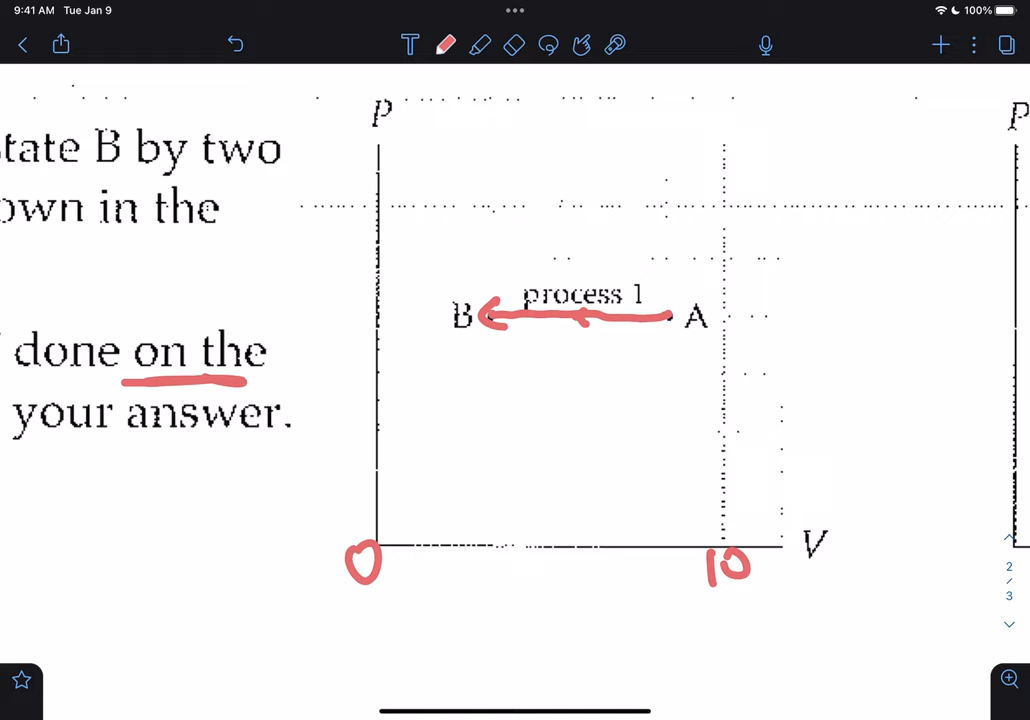 9:41 AM Tue Jan 9
100%
P
P
state B by two
own in the
process 1
B
A
done on the
your answer.
0
10
V
2
/
3